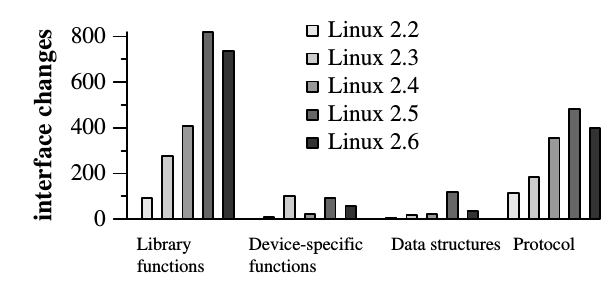 interface changes
800
600
400
200
0
Linux 2.2
Linux 2.3
Linux 2.4
Linux 2.5
Linux 2.6
Library
functions
Device-specific
functions
Data structures
Protocol